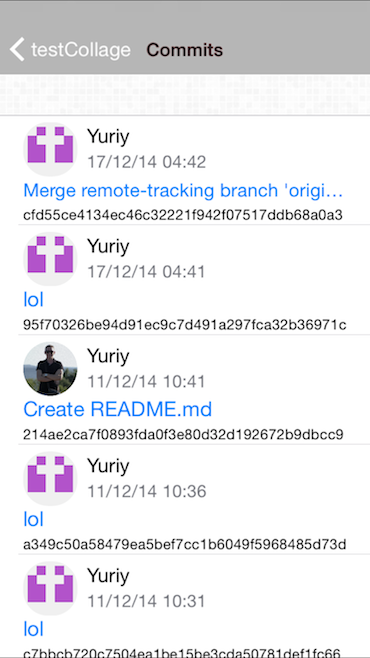 testCollage Commits
Yuriy
17/12/14 04:42
Merge remote-tracking branch 'origi...
cfd55ce4134ec46c32221f942f07517ddb68a0a3
Yuriy
17/12/14 04:41
lol
95f70326be94d91ec9c7d491a297fca32b36971c
Yuriy
11/12/14 10:41
Create README.md
214ae2ca7f0893fda0f3e80d32d192672b9dbcc9
Yuriy
11/12/14 10:36
lol
a349c50a58479ea5bef7cc1b6049f5968485d73d
Yuriy
11/12/14 10:31
lol
c7bbcb720c7504ea1be15be3cda50781def1fc66